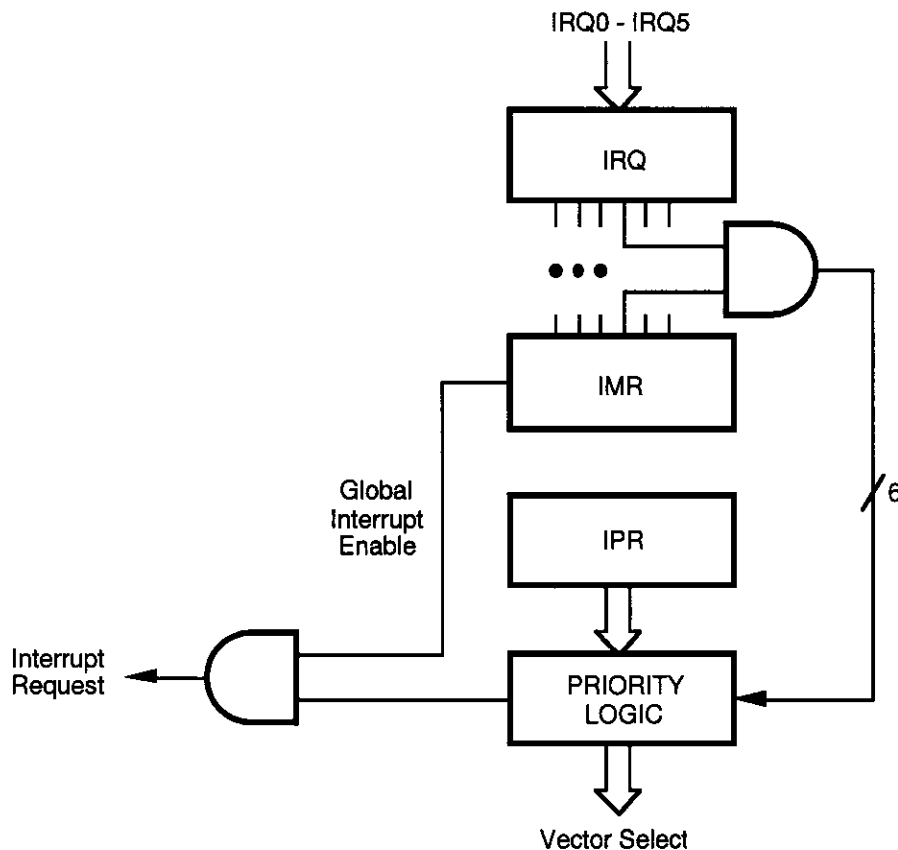 IRQ0 - IRQ5
IRQ
IMR
Global
Interrupt
Enable
6
IPR
Interrupt
Request
PRIORITY
LOGIC
Vector Select